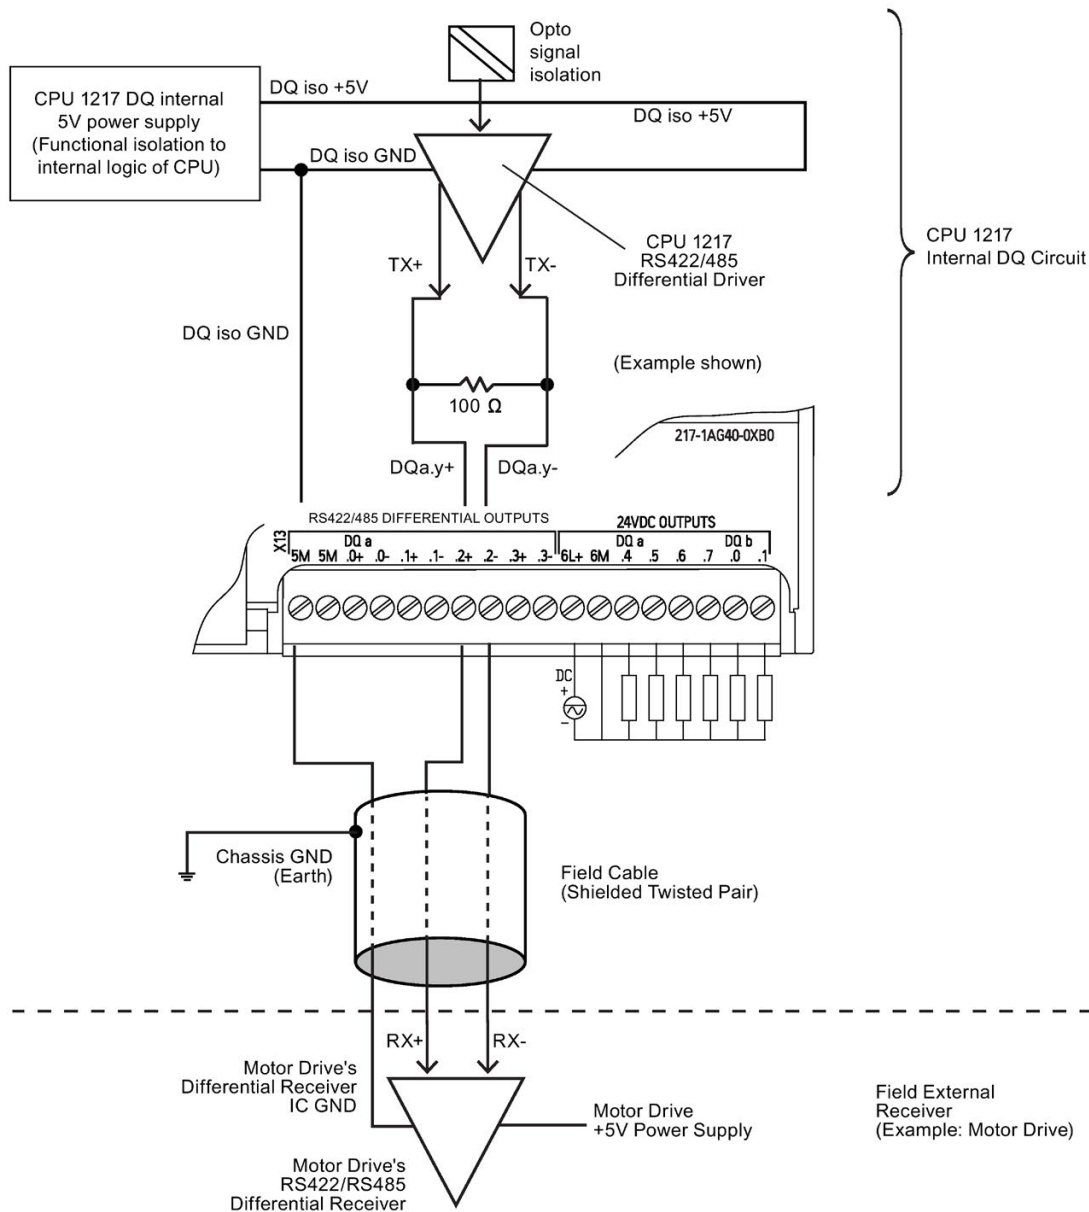 Opto
signal
isolation
CPU 1217 DQ internal
5V power supply
(Functional isolation to
internal logic of CPU)
DQ iso +5V
DQ iso +5V
DQ iso GND
CPU 1217
RS422/485
Differential Driver
CPU 1217
Internal DQ Circuit
TX+
TX-
DQ iso GND
(Example shown)
100 Ω
217-1AG40-0XB0
DQa.y+
DQa.y-
RS422/485 DIFFERENTIAL OUTPUTS
24VDC OUTPUTS
X13
DQ a
DQ a
DQ b
5M 5M .0+ .0- .1+ .1- .2+ .2- .3+ .3- 6L+ 6M .4 .5 .6 .7 .0 .1
DC
+
–
Chassis GND
(Earth)
Field Cable
(Shielded Twisted Pair)
RX+
RX-
Motor Drive's
Differential Receiver
IC GND
Motor Drive
+5V Power Supply
Field External
Receiver
(Example: Motor Drive)
Motor Drive's
RS422/RS485
Differential Receiver